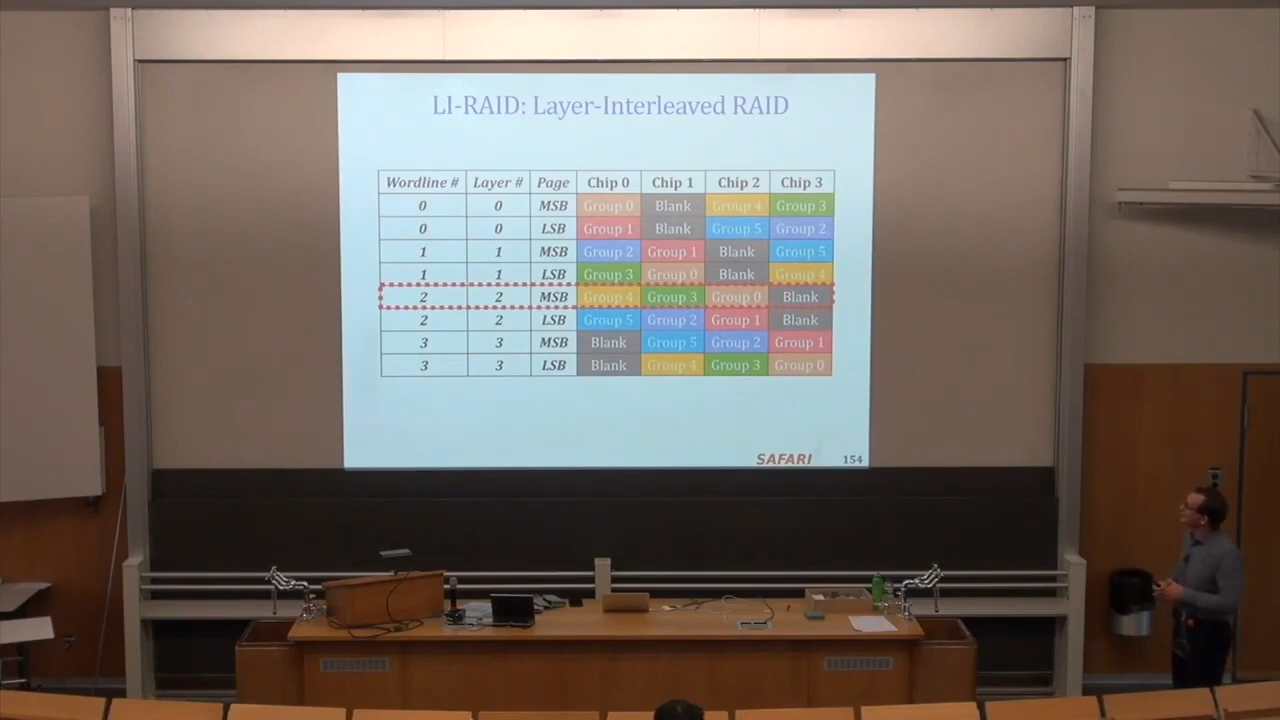 LI-RAID: Layer-Interleaved RAID
Wordline # Layer # Page Chip 0 Chip 1 Chip 2 Chip 3
0 0 MSB Group 0 Blank Group 4 Group 3
0 0 LSB Group 1 Blank Group 5 Group 2
1 1 MSB Group 2 Group 1 Blank Group 5
1 1 LSB Group 3 Group 0 Blank Group 4
2 2 MSB Group 4 Group 3 Group 0 Blank
2 2 LSB Group 5 Group 2 Group 1 Blank
3 3 MSB Blank Group 5 Group 2 Group 1
3 3 LSB Blank Group 4 Group 3 Group 0
SAFARI 154